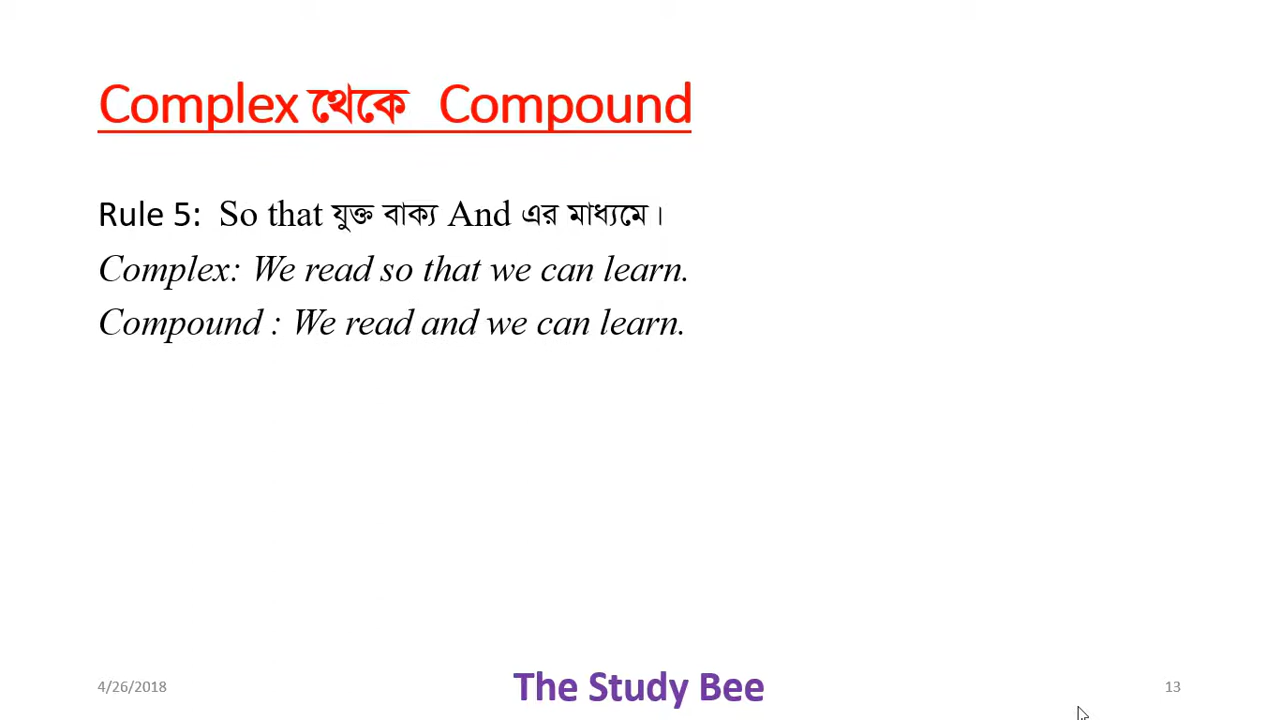 Complex থেকে Compound
Rule 5: So that যুক্ত বাক্য And এর মাধ্যমে।
Complex: We read so that we can learn.
Compound : We read and we can learn.
4/26/2018
The Study Bee
13